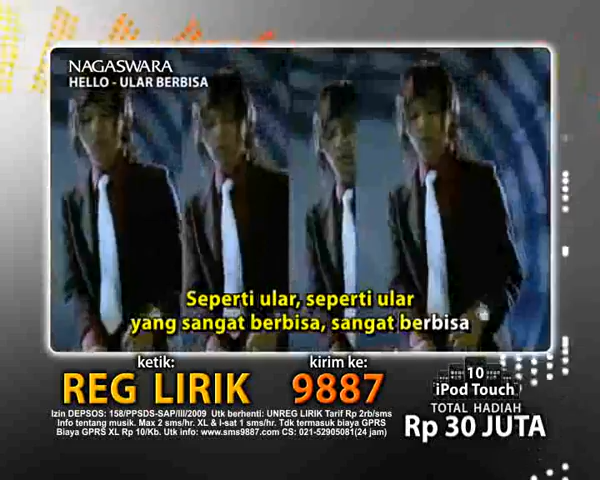 NAGASWARA
HELLO - ULAR BERBISA
Seperti ular, seperti ular
yang sangat berbisa, sangat berbisa
ketik:
REG LIRIK
kirim ke:
9887
10
iPod Touch
TOTAL HADIAH
Rp 30 JUTA
Izin DEPSOS: 158/PPSDS-SAP/III/2009 Utk berhenti: UNREG LIRIK Tarif Rp 2rb/sms
Info tentang musik. Max 2 sms/hr. XL & I-sat 1 sms/hr. Tdk termasuk biaya GPRS
Biaya GPRS XL Rp 10/Kb. Utk info: www.sms9887.com CS: 021-52905081(24 jam)